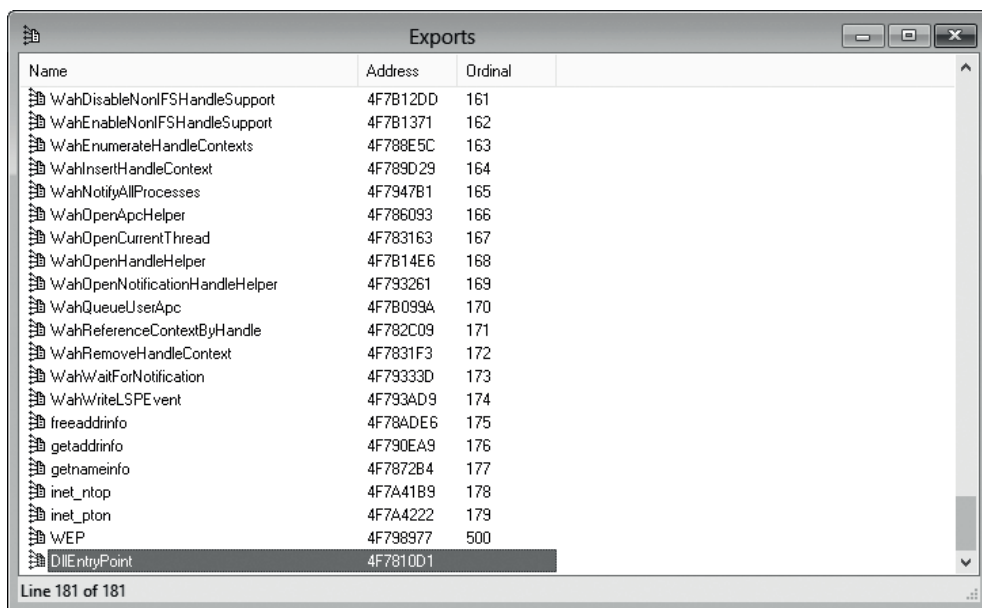 Exports
Name Address Ordinal
WahDisableNonIFSHandleSupport 4F7B12DD 161
WahEnableNonIFSHandleSupport 4F7B1371 162
WahEnumerateHandleContexts 4F788E5C 163
WahInsertHandleContext 4F789D29 164
WahNotifyAllProcesses 4F7947B1 165
WahOpenApcHelper 4F786093 166
WahOpenCurrentThread 4F783163 167
WahOpenHandleHelper 4F7B14E6 168
WahOpenNotificationHandleHelper 4F793261 169
WahQueueUserApc 4F7B099A 170
WahReferenceContextByHandle 4F782C09 171
WahRemoveHandleContext 4F7831F3 172
WahWaitForNotification 4F79333D 173
WahWriteLSPEvent 4F793AD9 174
freeaddrinfo 4F78ADE6 175
getaddrinfo 4F790EA9 176
getnameinfo 4F7872B4 177
inet_ntop 4F7A41B9 178
inet_pton 4F7A4222 179
WEP 4F798977 500
DllEntryPoint 4F7810D1
Line 181 of 181